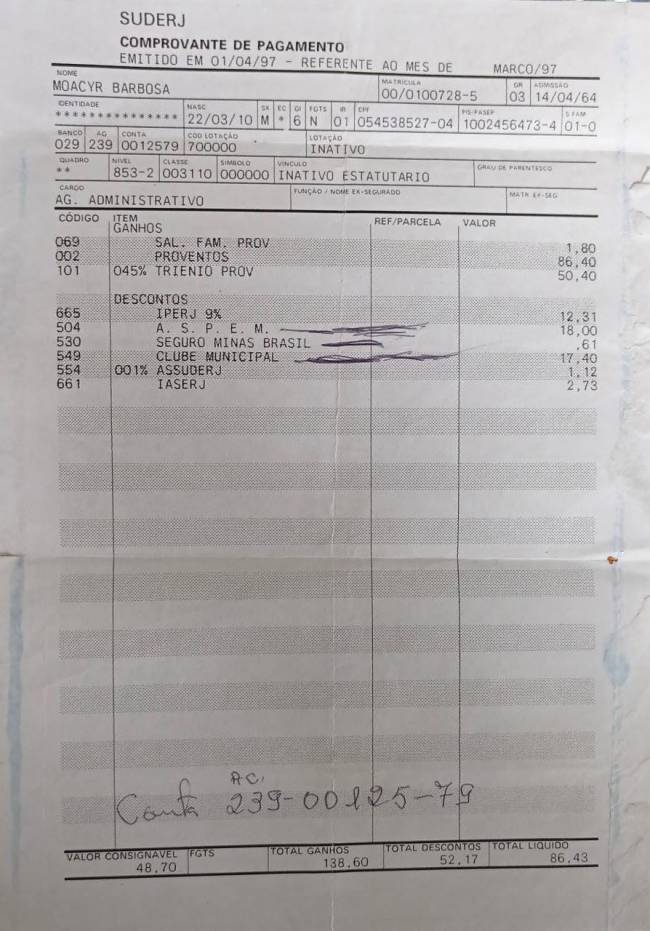 SUDERJ
COMPROVANTE DE PAGAMENTO
EMITIDO EM 01/04/97 - REFERENTE AO MES DE MARCO/97
NOME MATRICULA GR ADMISSÃO
MOACYR BARBOSA 00/0100728-5 03 14/04/64
IDENTIDADE NASC SX EC GI FGTS IR CPF PIS-PASEP S.FAM
*************** 22/03/10 M * 6 N 01 054538527-04 1002456473-4 01-0
BANCO AG CONTA COD LOTAÇÃO LOTAÇÃO
029 239 0012579 700000 INATIVO
QUADRO NIVEL CLASSE SIMBOLO VINCULO GRAU DE PARENTESCO
** 853-2 003110 000000 INATIVO ESTATUTARIO
CARGO FUNÇÃO / NOME EX-SEGURADO MATR EX-SEG
AG. ADMINISTRATIVO
CÓDIGO ITEM REF/PARCELA VALOR
GANHOS
069 SAL. FAM. PROV 1,80
002 PROVENTOS 86,40
101 045% TRIENIO PROV 50,40
DESCONTOS
665 IPERJ 9% 12,31
504 A. S. P. E. M. 18,00
530 SEGURO MINAS BRASIL ,61
549 CLUBE MUNICIPAL 17,40
554 001% ASSUDERJ 1,12
661 IASERJ 2,73
Conta 239-00125-79
VALOR CONSIGNAVEL FGTS TOTAL GANHOS TOTAL DESCONTOS TOTAL LIQUIDO
48,70 138,60 52,17 86,43